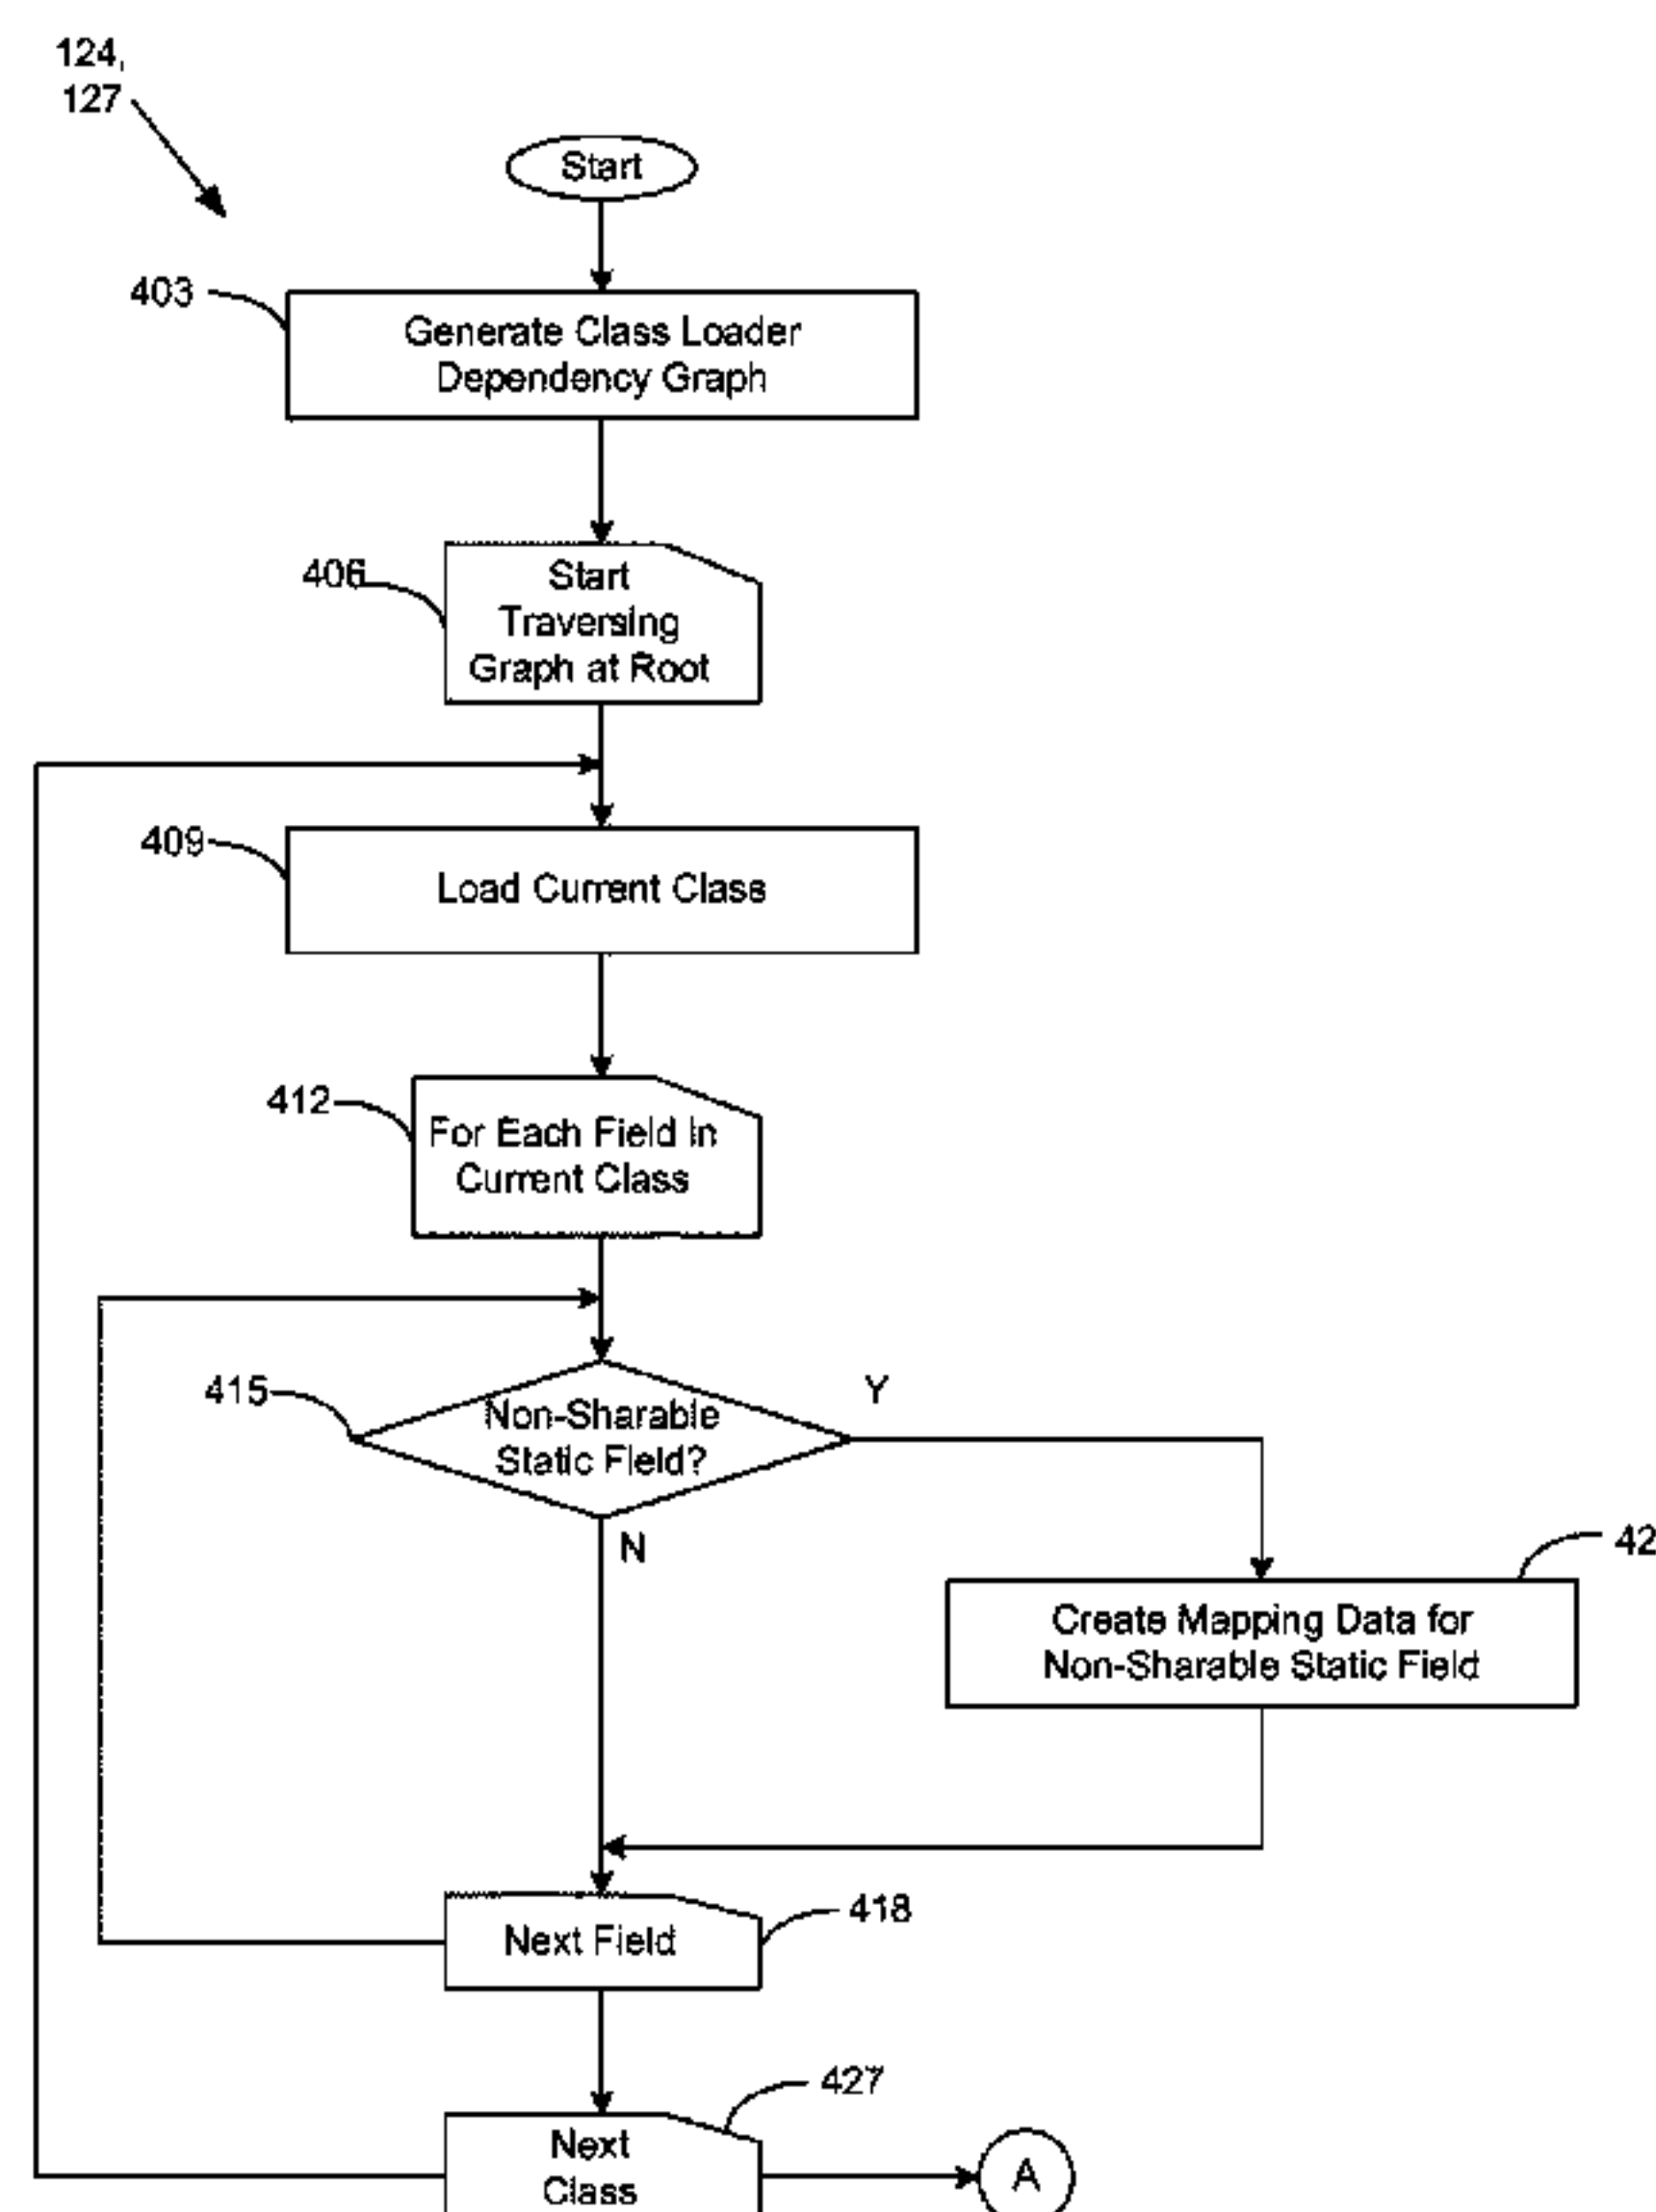 124,
127
Start
403
Generate Class Loader
Dependency Graph
406
Start
Traversing
Graph at Root
409
Load Current Class
412
For Each Field in
Current Class
415
Non-Sharable
Static Field?
Y
N
42
Create Mapping Data for
Non-Sharable Static Field
418
Next Field
427
Next
Class
A